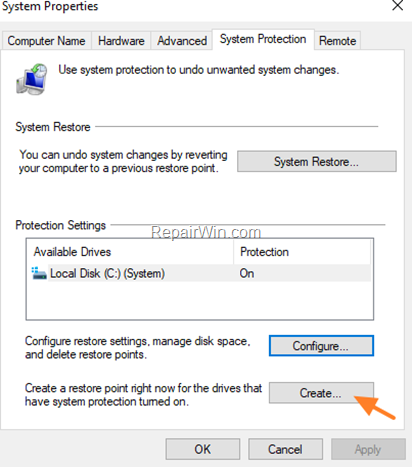 System Properties
Computer Name Hardware Advanced System Protection Remote
Use system protection to undo unwanted system changes.
System Restore
You can undo system changes by reverting
your computer to a previous restore point.
System Restore...
RepairWin.com
Protection Settings
Available Drives Protection
Local Disk (C:) (System) On
Configure restore settings, manage disk space,
and delete restore points.
Configure...
Create a restore point right now for the drives that
have system protection turned on.
Create...
OK Cancel Apply